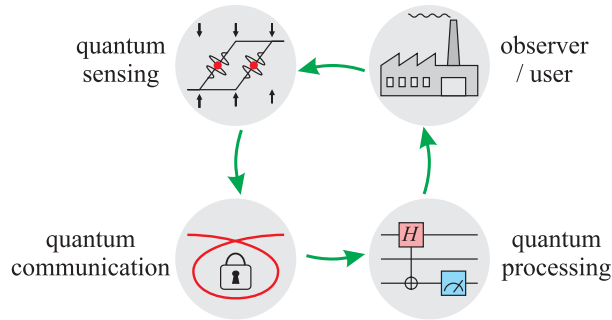 quantum
sensing
observer
/ user
quantum
communication
H
quantum
processing